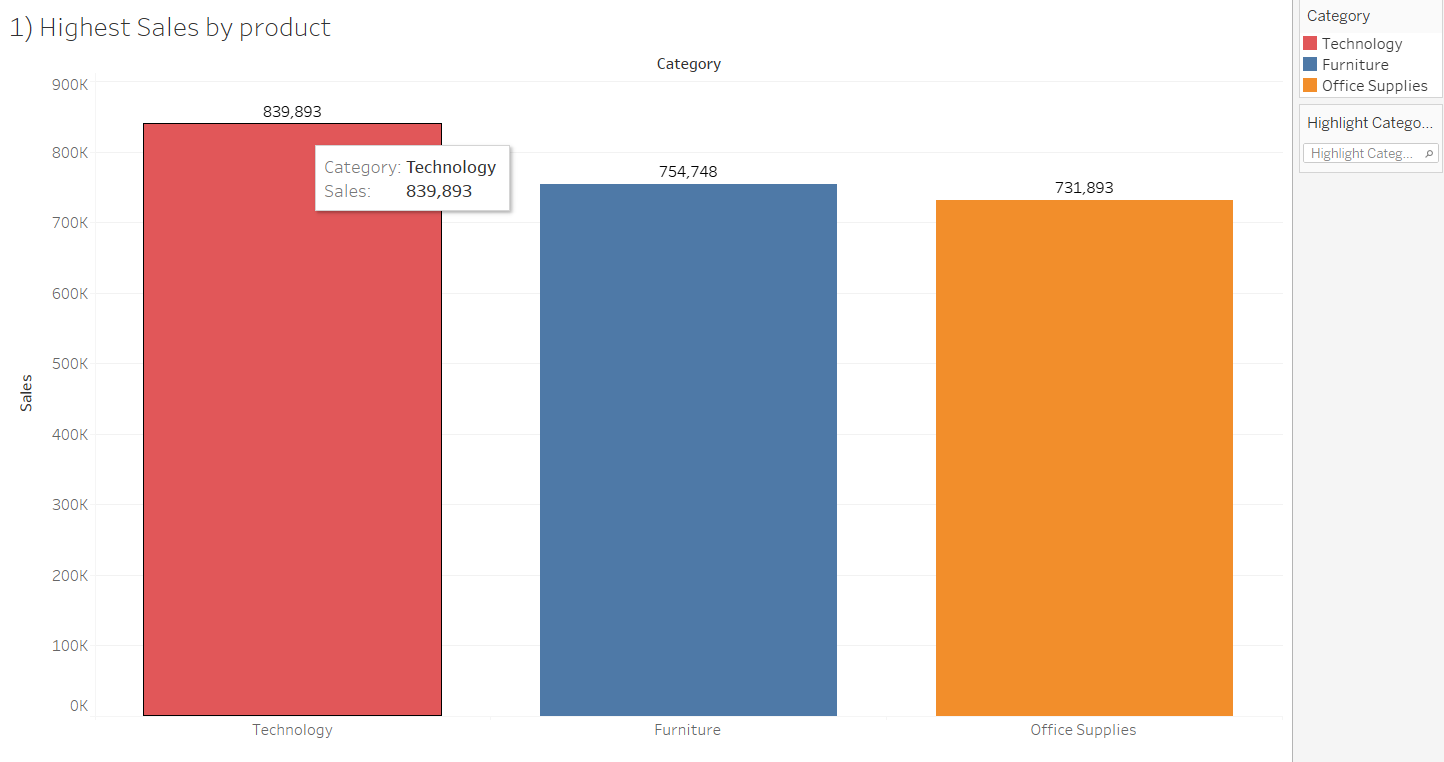 1) Highest Sales by product
Category
900K
800K
700K
600K
500K
400K
300K
200K
100K
0K
Sales
839,893
754,748
731,893
Category: Technology
Sales: 839,893
Technology
Furniture
Office Supplies
Category
Technology
Furniture
Office Supplies
Highlight Catego...
Highlight Categ...